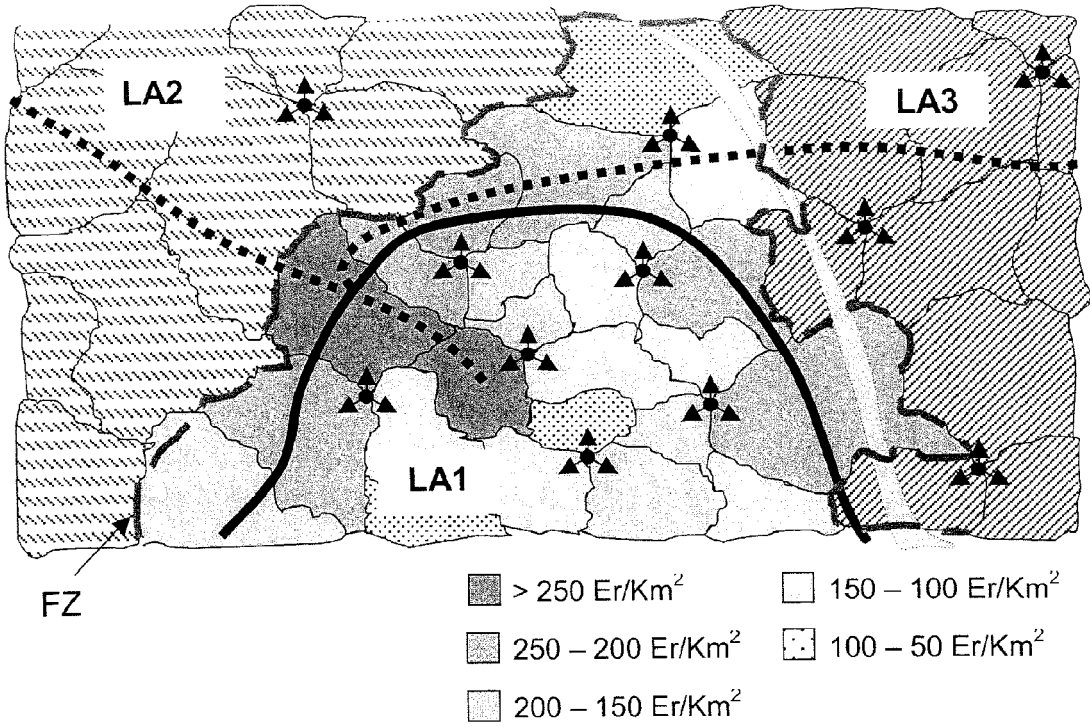 LA2
LA3
LA1
FZ
> 250 Er/Km²
150 – 100 Er/Km²
250 – 200 Er/Km²
100 – 50 Er/Km²
200 – 150 Er/Km²